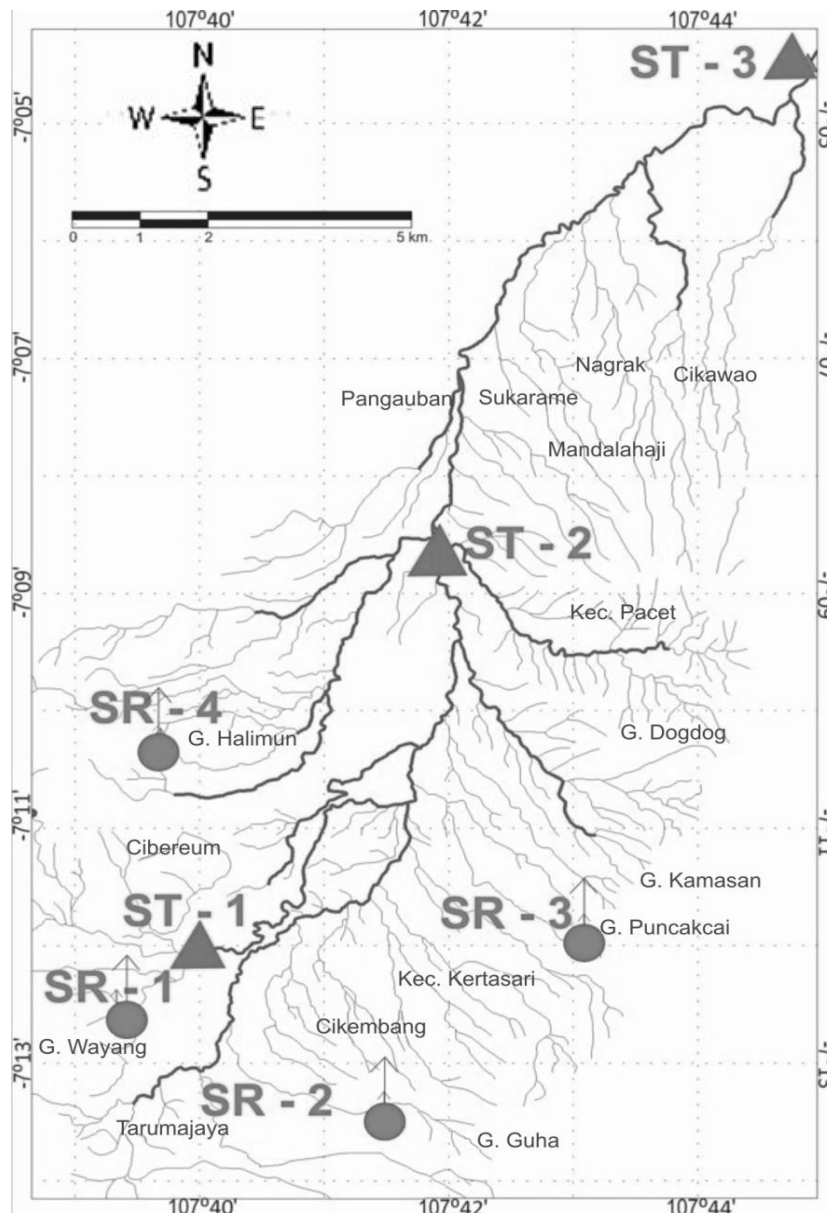 107°40' 107°42' 107°44'
N
W E
S
ST - 3
-7°05'
0 1 2 5 km
-7°07'
Nagrak
Cikawao
Pangauban
Sukarame
Mandalahaji
ST - 2
-7°09'
Kec. Pacet
SR - 4
G. Halimun
G. Dogdog
-7°11'
Cibereum
G. Kamasan
ST - 1
SR - 3
G. Puncakcai
SR - 1
Kec. Kertasari
Cikembang
G. Wayang
-7°13'
SR - 2
Tarumajaya
G. Guha
107°40' 107°42' 107°44'